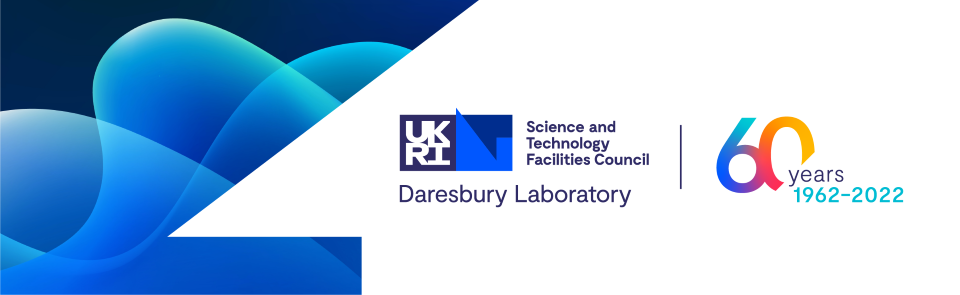 UK
RI
Science and
Technology
Facilities Council
Daresbury Laboratory
60
years
1962-2022